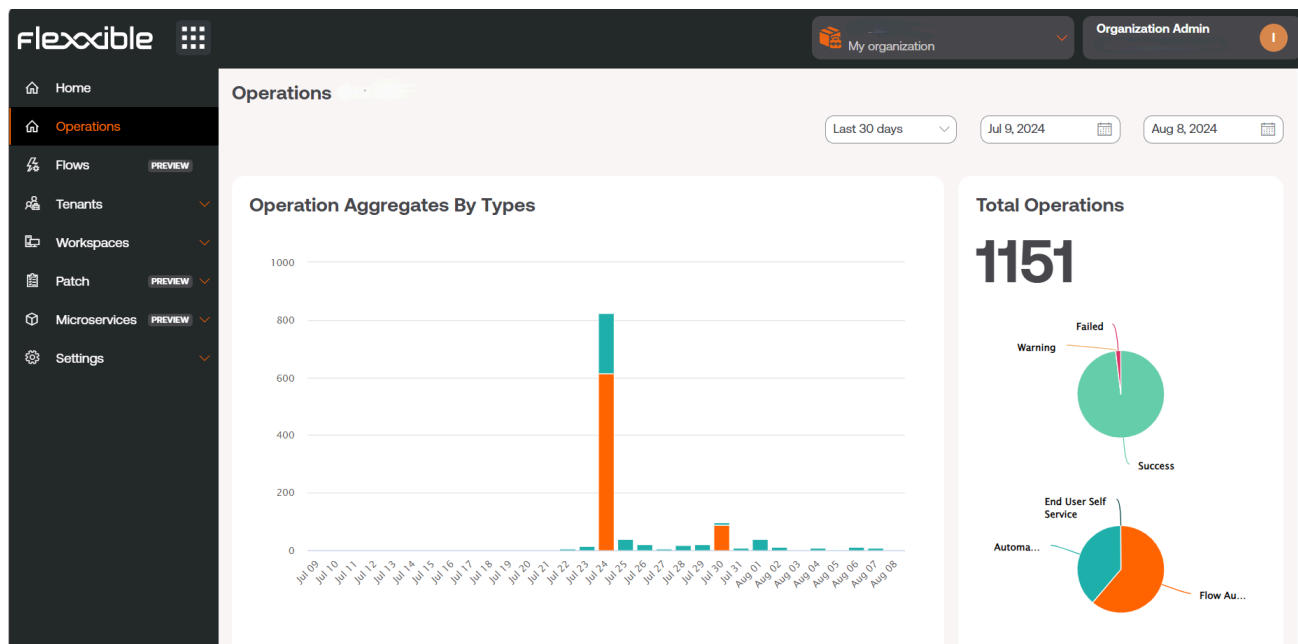 Flexxible
My organization
Organization Admin
I
Home
Operations
Flows PREVIEW
Tenants
Workspaces
Patch PREVIEW
Microservices PREVIEW
Settings
Operations
Last 30 days
Jul 9, 2024
Aug 8, 2024
Operation Aggregates By Types
1000
800
600
400
200
0
Jul 09
Jul 10
Jul 11
Jul 12
Jul 13
Jul 14
Jul 15
Jul 16
Jul 17
Jul 18
Jul 19
Jul 20
Jul 21
Jul 22
Jul 23
Jul 24
Jul 25
Jul 26
Jul 27
Jul 28
Jul 29
Jul 30
Jul 31
Aug 01
Aug 02
Aug 03
Aug 04
Aug 05
Aug 06
Aug 07
Aug 08
Total Operations
1151
Failed
Warning
Success
End User Self
Service
Automa...
Flow Au...